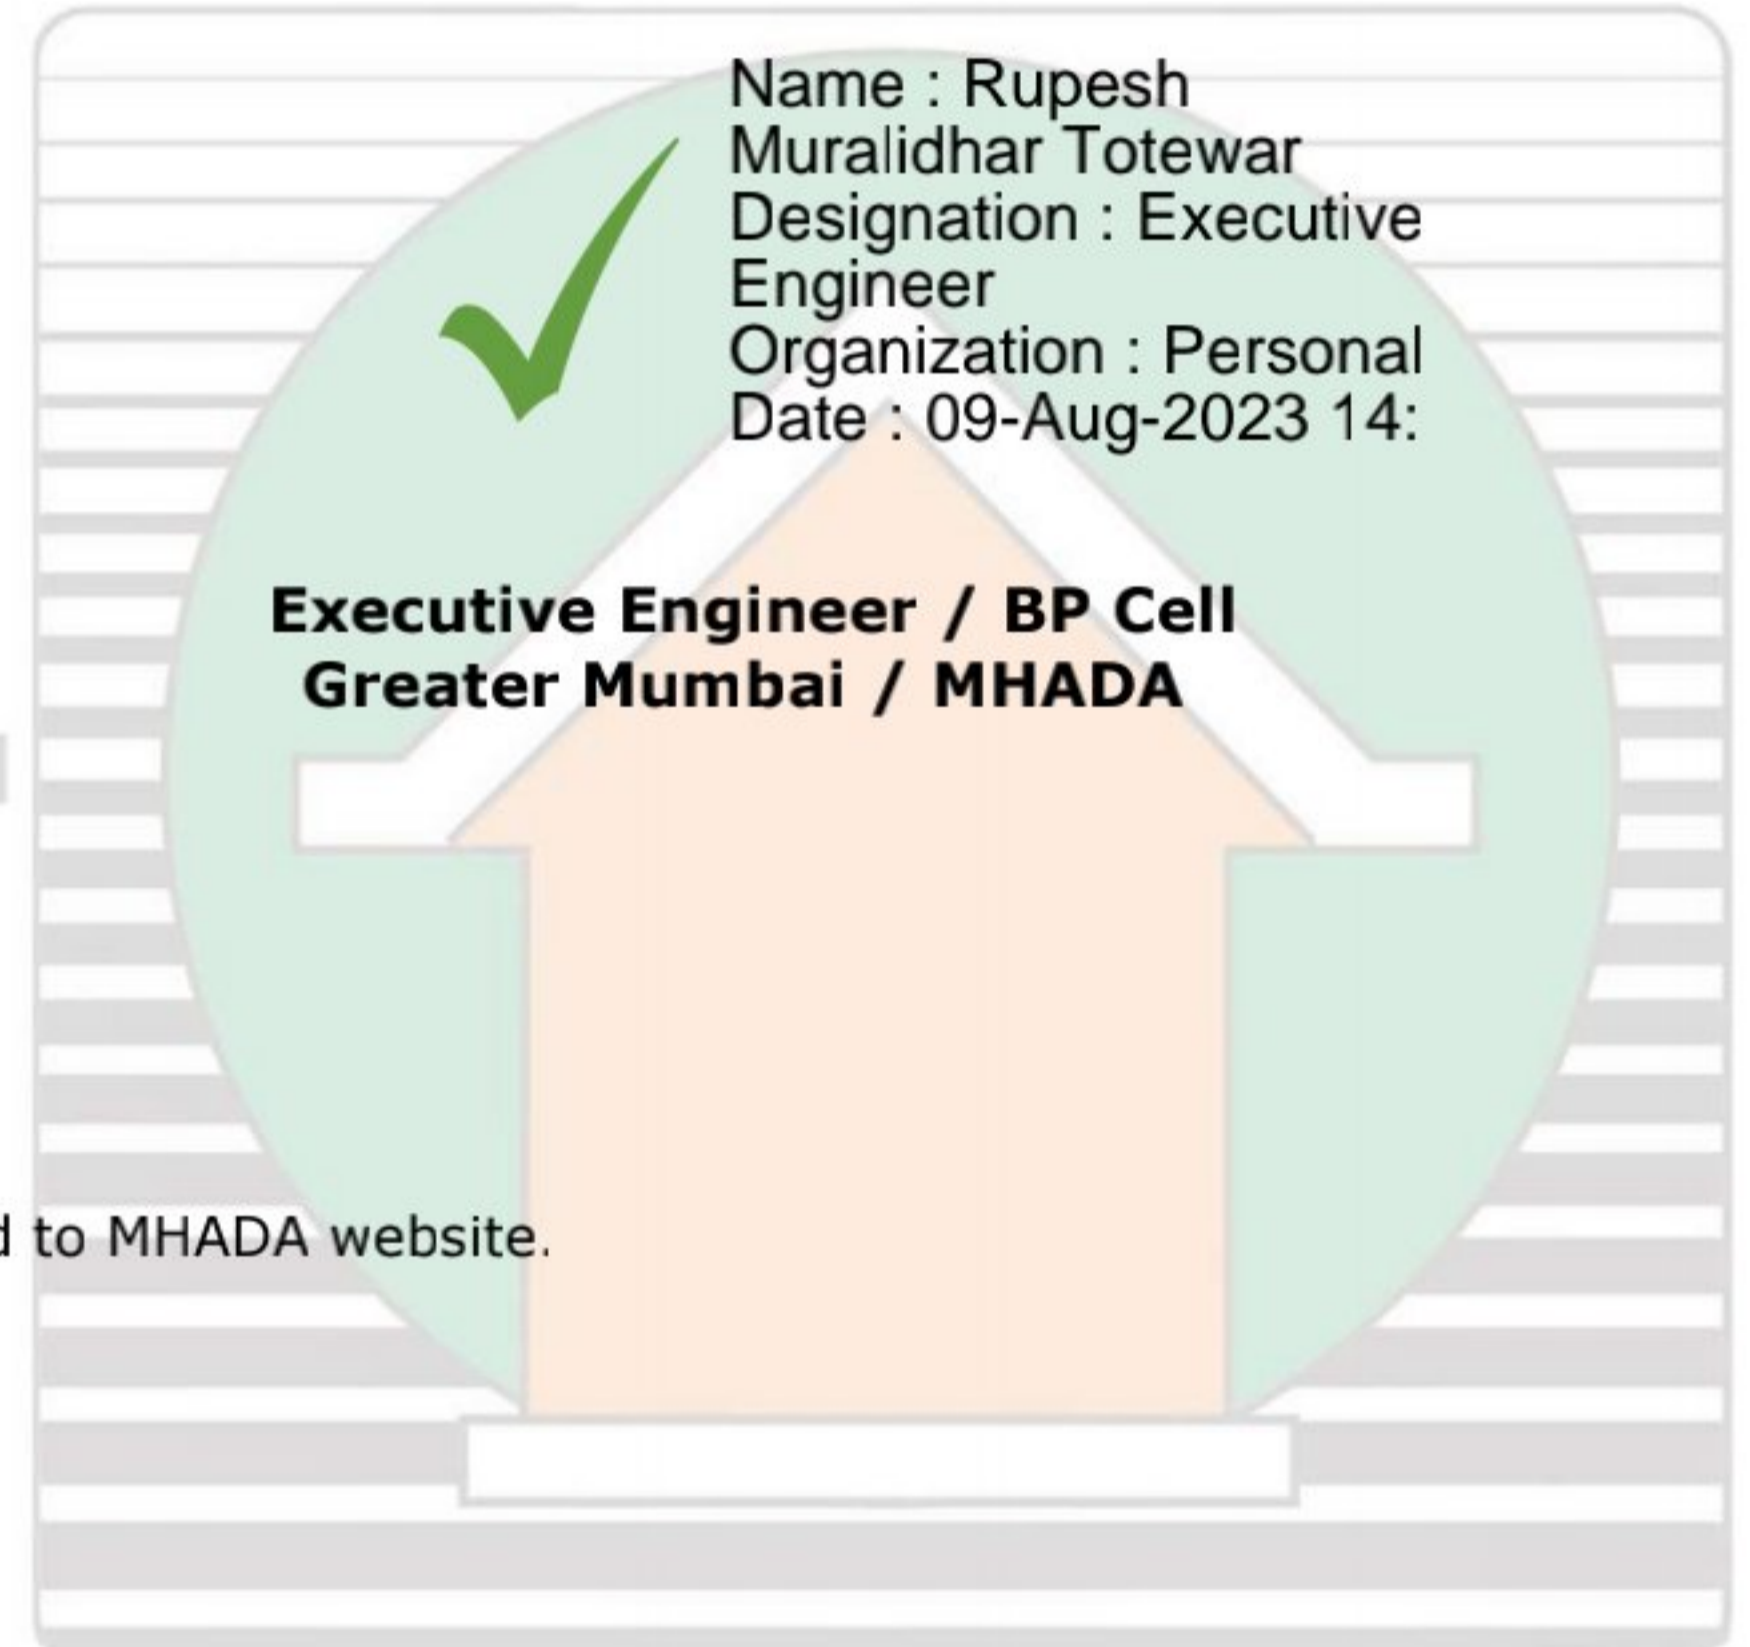 Name : Rupesh
Muralidhar Totewar
Designation : Executive
Engineer
Organization : Personal
Date : 09-Aug-2023 14:
Executive Engineer / BP Cell
Greater Mumbai / MHADA
to MHADA website.